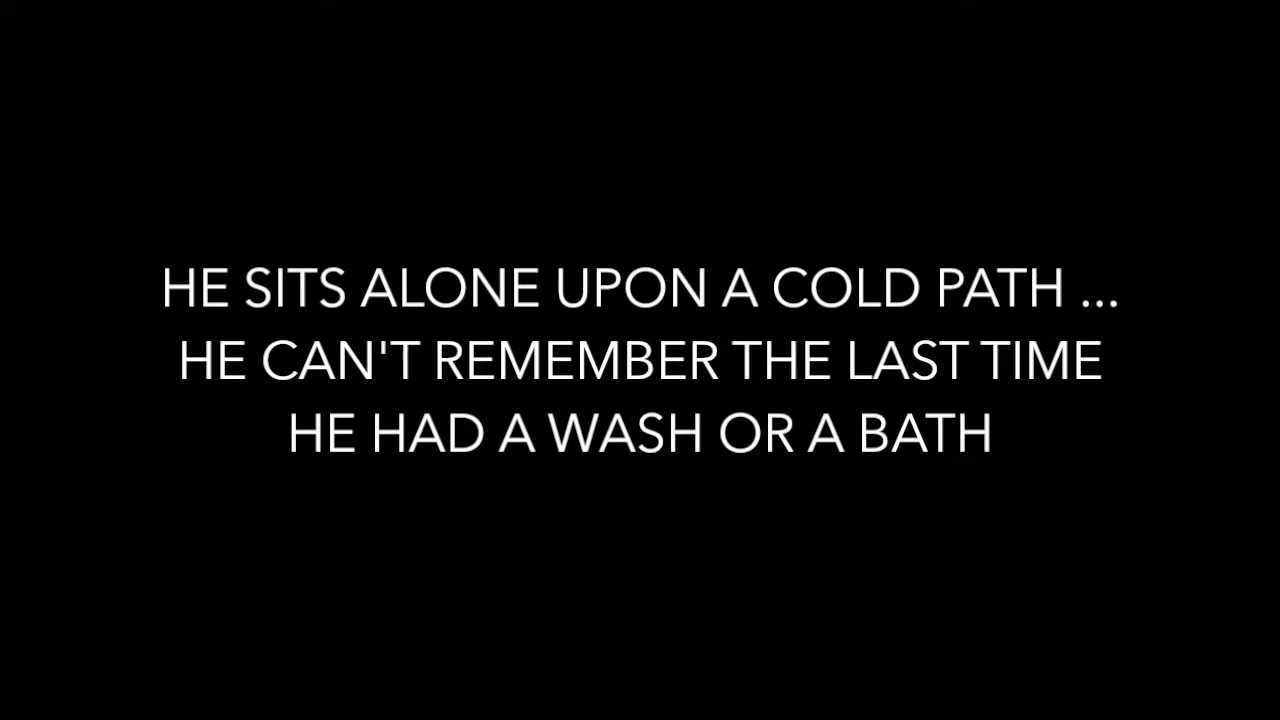 HE SITS ALONE UPON A COLD PATH ...
HE CAN'T REMEMBER THE LAST TIME
HE HAD A WASH OR A BATH